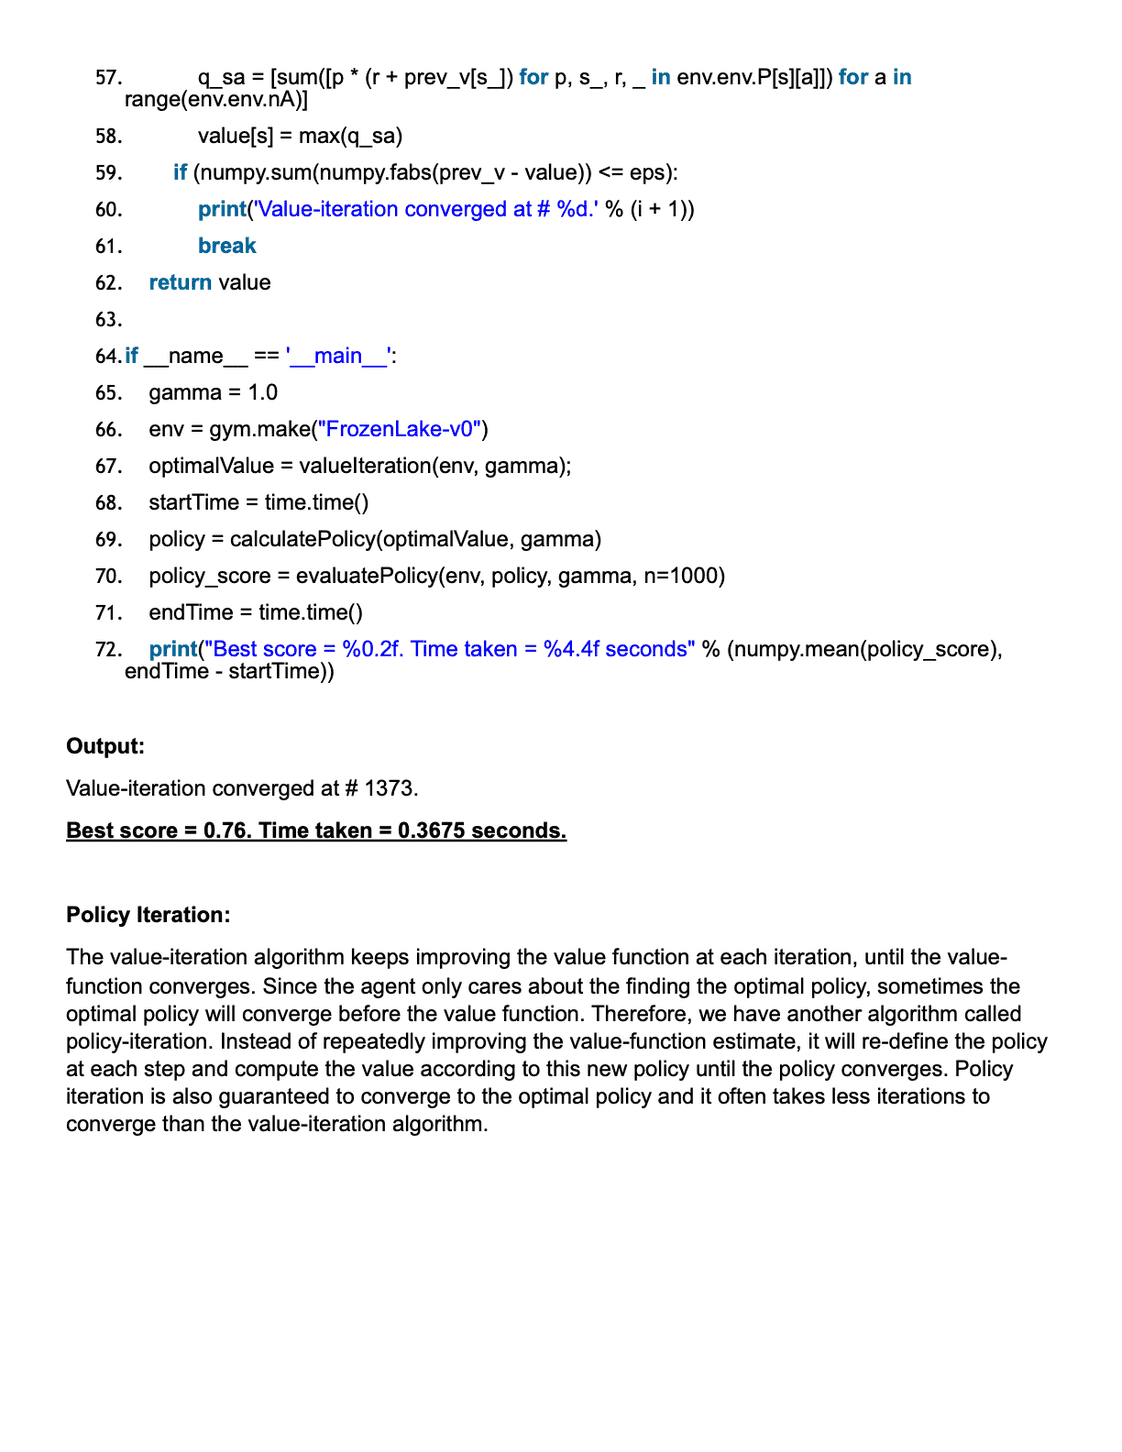 57. q_sa = [sum([p * (r + prev_v[s_]) for p, s_, r, _ in env.env.P[s][a]]) for a in
range(env.env.nA)]
58. value[s] = max(q_sa)
59. if (numpy.sum(numpy.fabs(prev_v - value)) <= eps):
60. print('Value-iteration converged at # %d.' % (i + 1))
61. break
62. return value
63.
64. if __name__ == '__main__':
65. gamma = 1.0
66. env = gym.make("FrozenLake-v0")
67. optimalValue = valueIteration(env, gamma);
68. startTime = time.time()
69. policy = calculatePolicy(optimalValue, gamma)
70. policy_score = evaluatePolicy(env, policy, gamma, n=1000)
71. endTime = time.time()
72. print("Best score = %0.2f. Time taken = %4.4f seconds" % (numpy.mean(policy_score),
endTime - startTime))
Output:
Value-iteration converged at # 1373.
Best score = 0.76. Time taken = 0.3675 seconds.
Policy Iteration:
The value-iteration algorithm keeps improving the value function at each iteration, until the value-
function converges. Since the agent only cares about the finding the optimal policy, sometimes the
optimal policy will converge before the value function. Therefore, we have another algorithm called
policy-iteration. Instead of repeatedly improving the value-function estimate, it will re-define the policy
at each step and compute the value according to this new policy until the policy converges. Policy
iteration is also guaranteed to converge to the optimal policy and it often takes less iterations to
converge than the value-iteration algorithm.